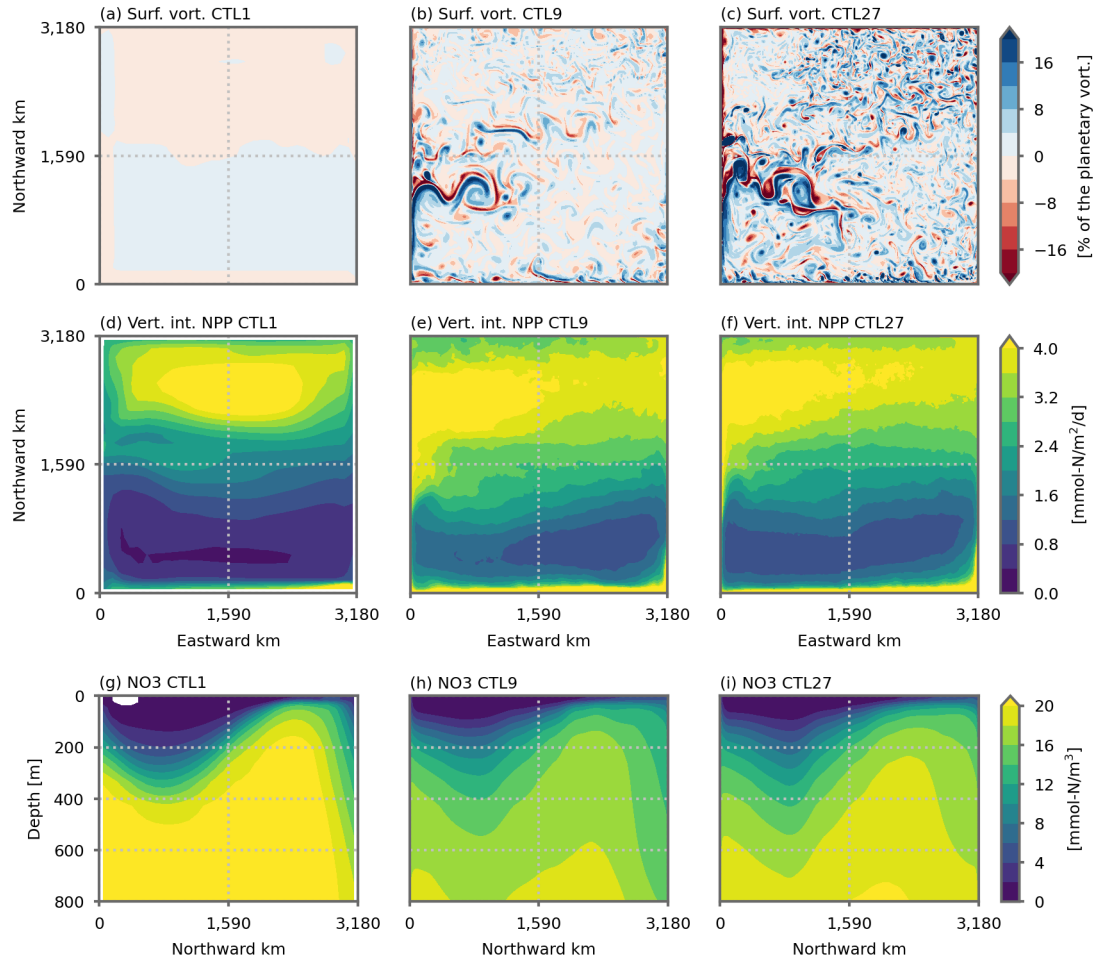 (a) Surf. vort. CTL1
(b) Surf. vort. CTL9
(c) Surf. vort. CTL27
3,180
1,590
0
Northward km
16
8
0
−8
−16
[% of the planetary vort.]
(d) Vert. int. NPP CTL1
(e) Vert. int. NPP CTL9
(f) Vert. int. NPP CTL27
3,180
1,590
0
Northward km
0 1,590 3,180
0 1,590 3,180
0 1,590 3,180
Eastward km
Eastward km
Eastward km
4.0
3.2
2.4
1.6
0.8
0.0
[mmol-N/m²/d]
(g) NO3 CTL1
(h) NO3 CTL9
(i) NO3 CTL27
0
200
400
600
800
Depth [m]
0 1,590 3,180
0 1,590 3,180
0 1,590 3,180
Northward km
Northward km
Northward km
20
16
12
8
4
0
[mmol-N/m³]